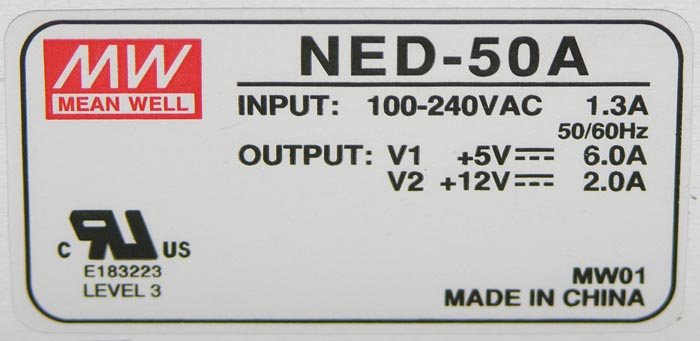 MW
MEAN WELL
NED-50A
INPUT: 100-240VAC 1.3A
50/60Hz
OUTPUT: V1 +5V⎓ 6.0A
V2 +12V⎓ 2.0A
C RU US
E183223
LEVEL 3
MW01
MADE IN CHINA